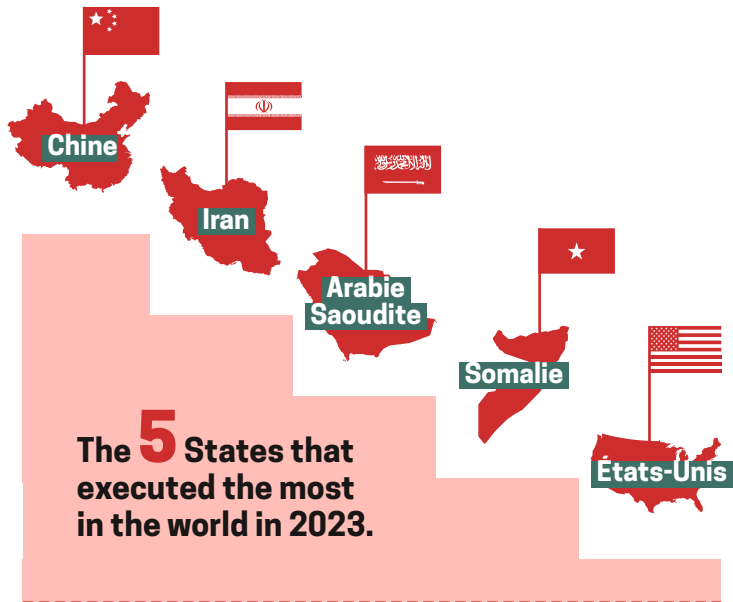 Chine
Iran
Arabie
Saoudite
Somalie
États-Unis
The 5 States that
executed the most
in the world in 2023.